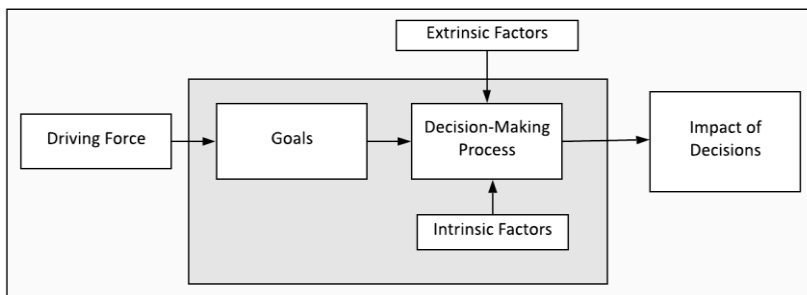 Extrinsic Factors
Driving Force
Goals
Decision-Making
Process
Impact of
Decisions
Intrinsic Factors